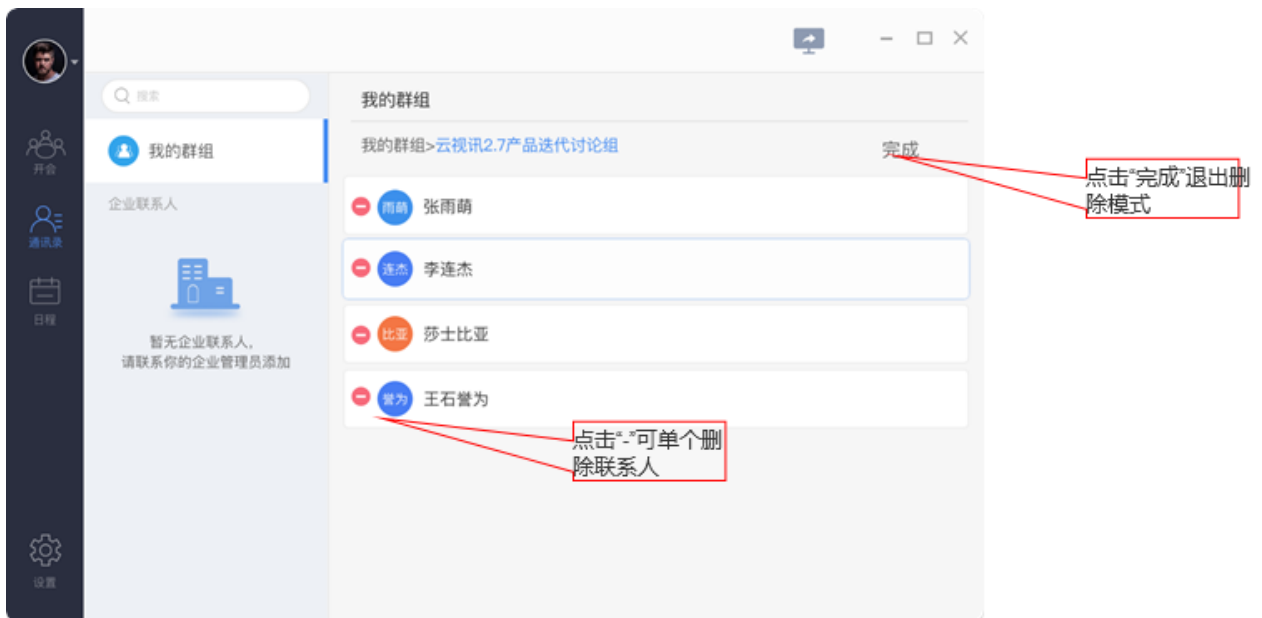 搜索
我的群组
企业联系人
暂无企业联系人,
请联系你的企业管理员添加
开会
通讯录
日程
设置
我的群组
我的群组>云视讯2.7产品迭代讨论组
完成
雨萌 张雨萌
连杰 李连杰
比亚 莎士比亚
誉为 王石誉为
点击“完成”退出删
除模式
点击“-”可单个删
除联系人